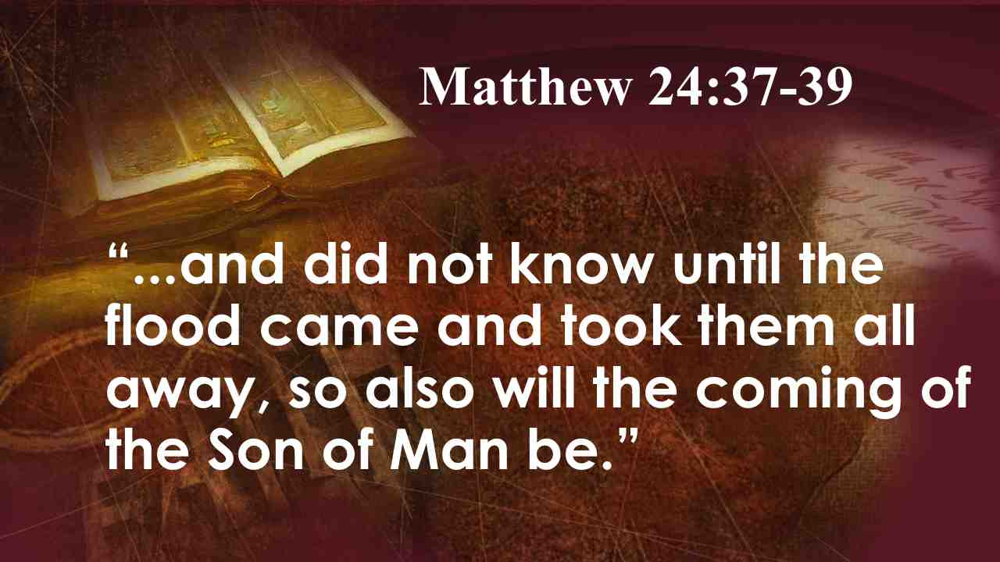 Matthew 24:37-39
“...and did not know until the
flood came and took them all
away, so also will the coming of
the Son of Man be.”